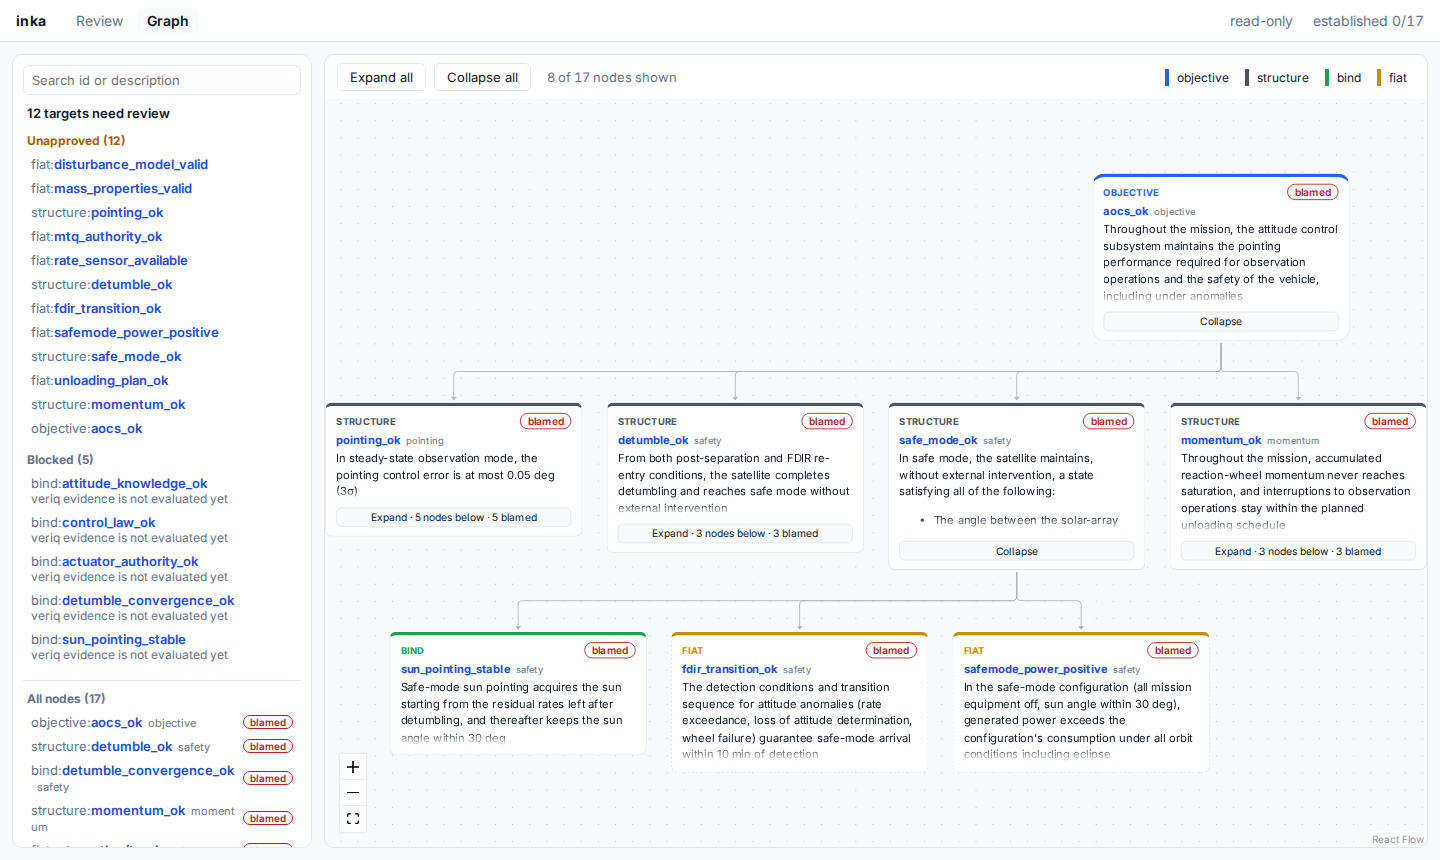 inka Review Graph read-only established 0/17
Search id or description
12 targets need review
Unapproved (12)
fiat:disturbance_model_valid
fiat:mass_properties_valid
structure:pointing_ok
fiat:mtq_authority_ok
fiat:rate_sensor_available
structure:detumble_ok
fiat:fdir_transition_ok
fiat:safemode_power_positive
structure:safe_mode_ok
fiat:unloading_plan_ok
structure:momentum_ok
objective:aocs_ok
Blocked (5)
bind:attitude_knowledge_ok
veriq evidence is not evaluated yet
bind:control_law_ok
veriq evidence is not evaluated yet
bind:actuator_authority_ok
veriq evidence is not evaluated yet
bind:detumble_convergence_ok
veriq evidence is not evaluated yet
bind:sun_pointing_stable
veriq evidence is not evaluated yet
All nodes (17)
objective:aocs_ok objective blamed
structure:detumble_ok safety blamed
bind:detumble_convergence_ok
safety blamed
structure:momentum_ok moment
um blamed
Expand all Collapse all 8 of 17 nodes shown objective structure bind fiat
OBJECTIVE blamed
aocs_ok objective
Throughout the mission, the attitude control
subsystem maintains the pointing
performance required for observation
operations and the safety of the vehicle,
including under anomalies
Collapse
STRUCTURE blamed
pointing_ok pointing
In steady-state observation mode, the
pointing control error is at most 0.05 deg
(3σ)
Expand · 5 nodes below · 5 blamed
STRUCTURE blamed
detumble_ok safety
From both post-separation and FDIR re-
entry conditions, the satellite completes
detumbling and reaches safe mode without
external intervention
Expand · 3 nodes below · 3 blamed
STRUCTURE blamed
safe_mode_ok safety
In safe mode, the satellite maintains,
without external intervention, a state
satisfying all of the following:
• The angle between the solar-array
Collapse
STRUCTURE blamed
momentum_ok momentum
Throughout the mission, accumulated
reaction-wheel momentum never reaches
saturation, and interruptions to observation
operations stay within the planned
unloading schedule
Expand · 3 nodes below · 3 blamed
BIND blamed
sun_pointing_stable safety
Safe-mode sun pointing acquires the sun
starting from the residual rates left after
detumbling, and thereafter keeps the sun
angle within 30 deg
FIAT blamed
fdir_transition_ok safety
The detection conditions and transition
sequence for attitude anomalies (rate
exceedance, loss of attitude determination,
wheel failure) guarantee safe-mode arrival
within 10 min of detection
FIAT blamed
safemode_power_positive safety
In the safe-mode configuration (all mission
equipment off, sun angle within 30 deg),
generated power exceeds the
configuration's consumption under all orbit
conditions including eclipse
React Flow